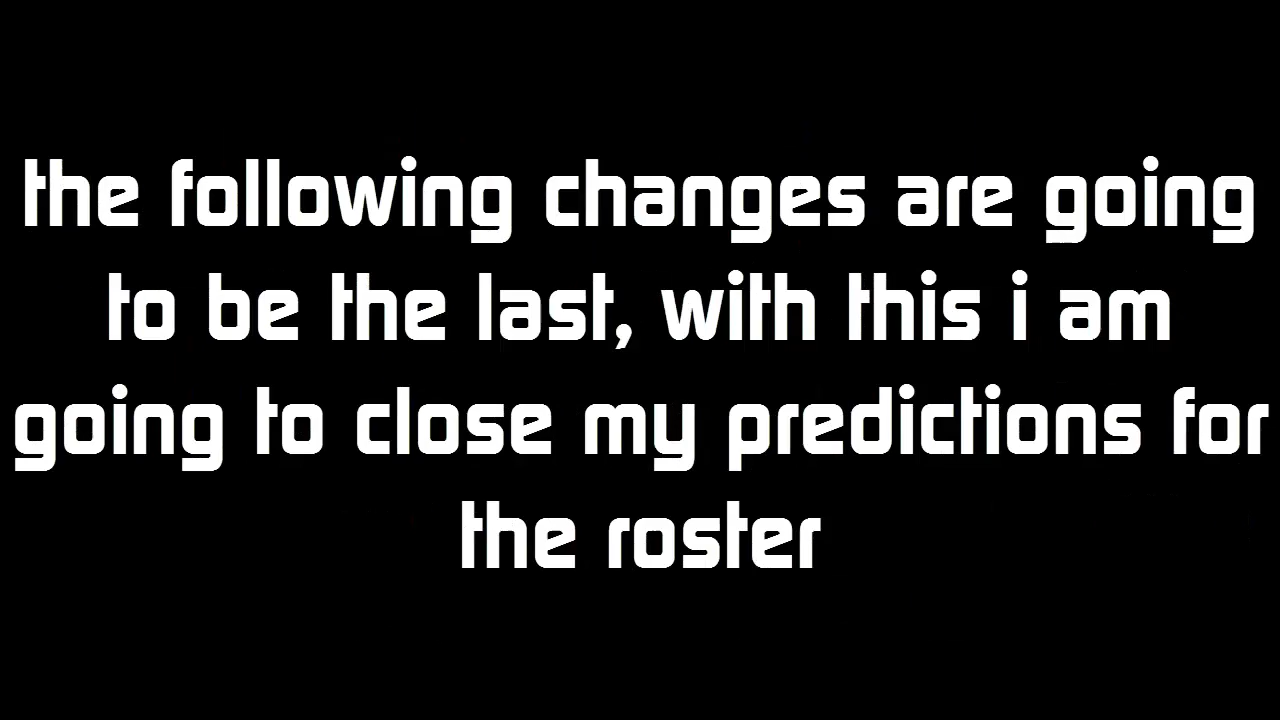 the following changes are going
to be the last, with this i am
going to close my predictions for
the roster